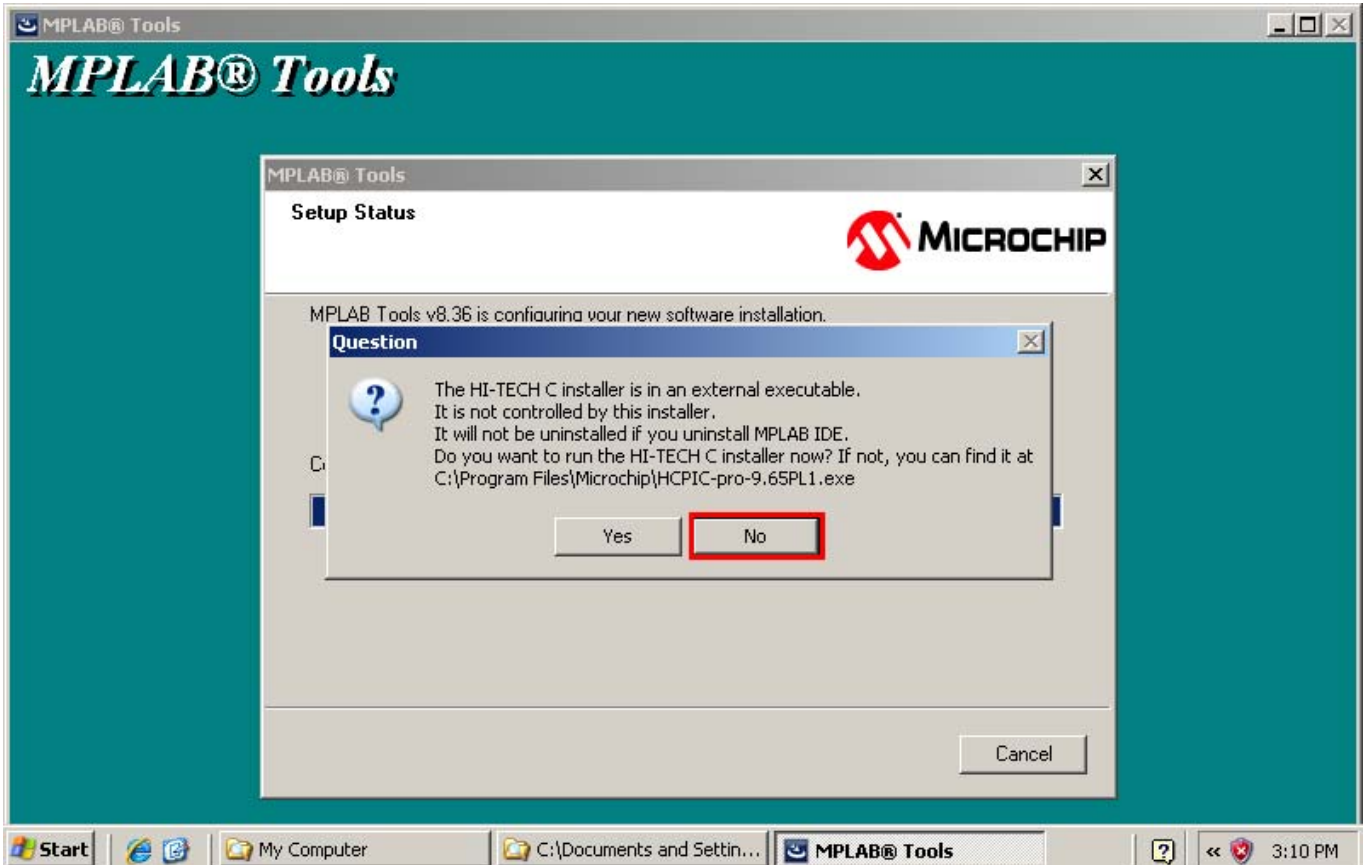 MPLAB® Tools
MPLAB® Tools
MPLAB® Tools
Setup Status
MICROCHIP
MPLAB Tools v8.36 is configuring your new software installation.
Question
The HI-TECH C installer is in an external executable.
It is not controlled by this installer.
It will not be uninstalled if you uninstall MPLAB IDE.
Do you want to run the HI-TECH C installer now? If not, you can find it at
C:\Program Files\Microchip\HCPIC-pro-9.65PL1.exe
Yes No
Cancel
Start My Computer C:\Documents and Settin... MPLAB® Tools « 3:10 PM